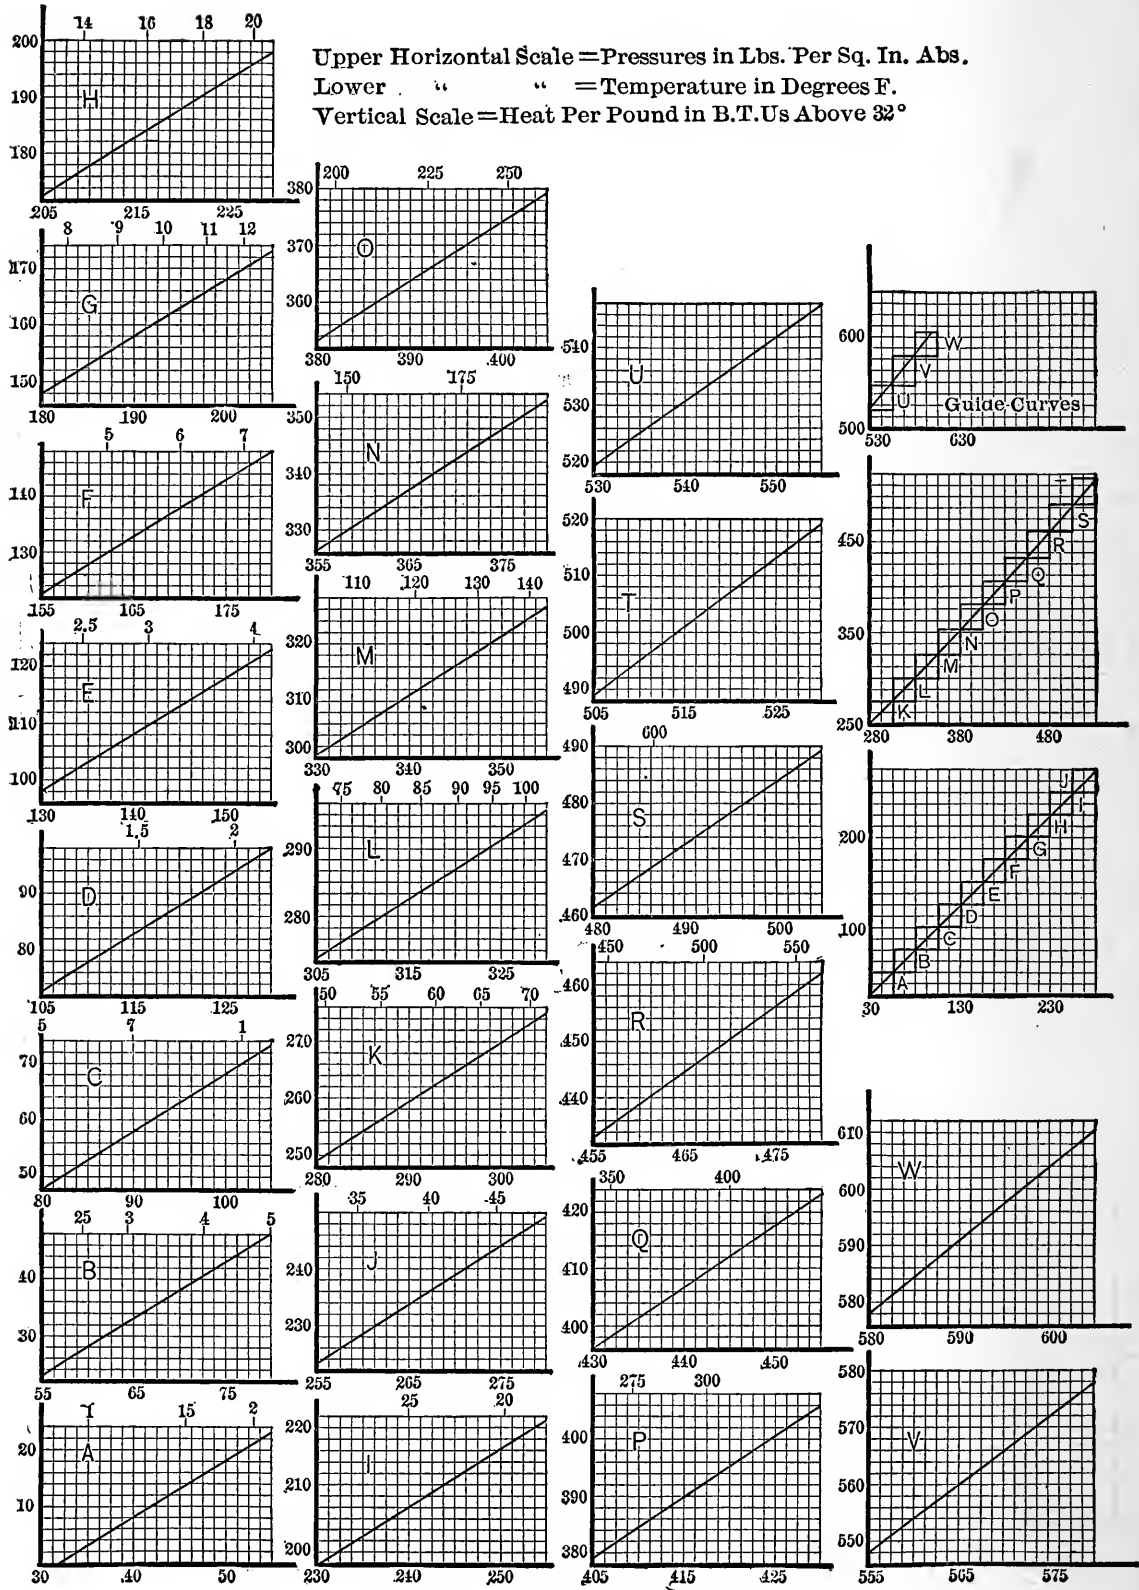 Upper Horizontal Scale = Pressures in Lbs. Per Sq. In. Abs.
Lower " " = Temperature in Degrees F.
Vertical Scale = Heat Per Pound in B.T.Us Above 32°
14 16 18 20
200
190
180
H
205 215 225
8 9 10 11 12
170
160
150
G
180 190 200
5 6 7
140
130
F
155 165 175
2.5 3 4
120
110
100
E
130 140 150
1.5 2
90
80
D
105 115 125
5 7 1
70
60
50
C
80 90 100
25 3 4 5
40
30
B
55 65 75
1 15 2
20
10
A
30 40 50
200 225 250
380
370
360
O
380 390 400
150 175
350
340
330
N
355 365 375
110 120 130 140
320
310
300
M
330 340 350
75 80 85 90 95 100
290
280
L
305 315 325
50 55 60 65 70
270
260
250
K
280 290 300
35 40 45
240
230
J
255 265 275
25 20
220
210
200
I
230 210 250
540
530
520
U
530 540 550
520
510
500
490
T
505 515 525
600
490
480
470
460
S
480 490 500
450 500 550
460
450
440
R
455 465 475
350 400
420
410
400
Q
430 440 450
275 300
400
390
380
P
405 415 425
600
500
W
V
U
Guide Curves
530 630
450
350
250
T
S
R
Q
P
O
N
M
L
K
280 380 480
200
100
J
I
H
G
F
E
D
C
B
A
30 130 230
610
600
590
580
W
580 590 600
580
570
560
550
V
555 565 575